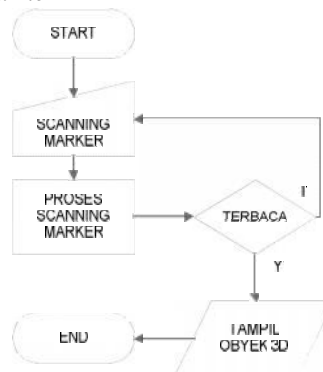 START
SCANNING
MARKER
PROSES
SCANNING
MARKER
TERBACA
T
Y
TAMPIL
OBYEK 3D
END